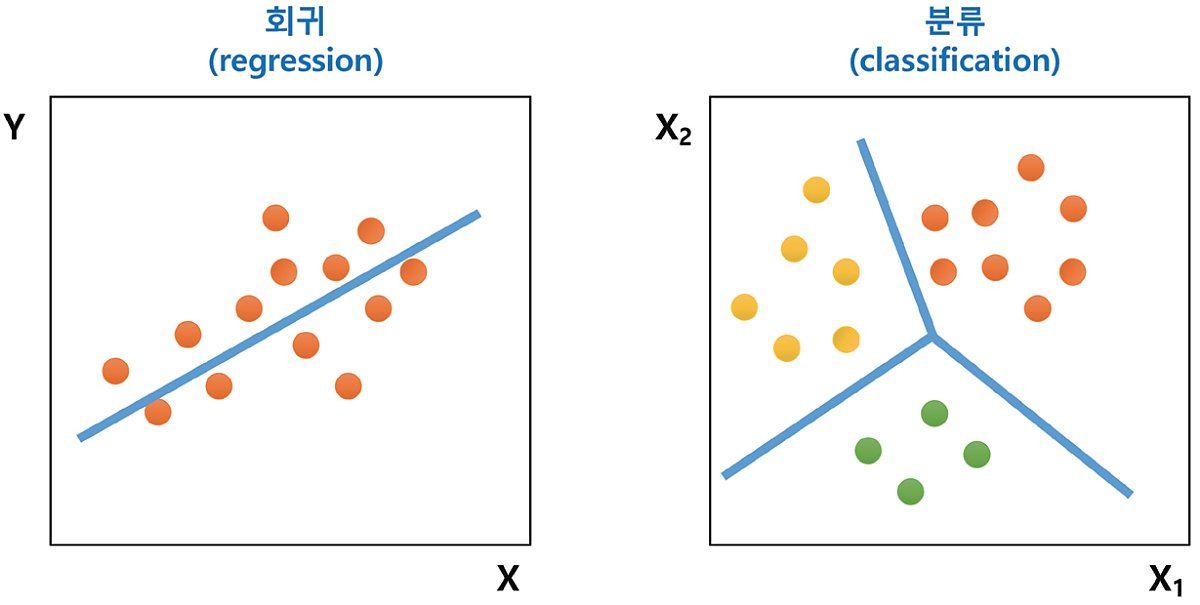 회귀
(regression)
Y
X
분류
(classification)
X₂
X₁